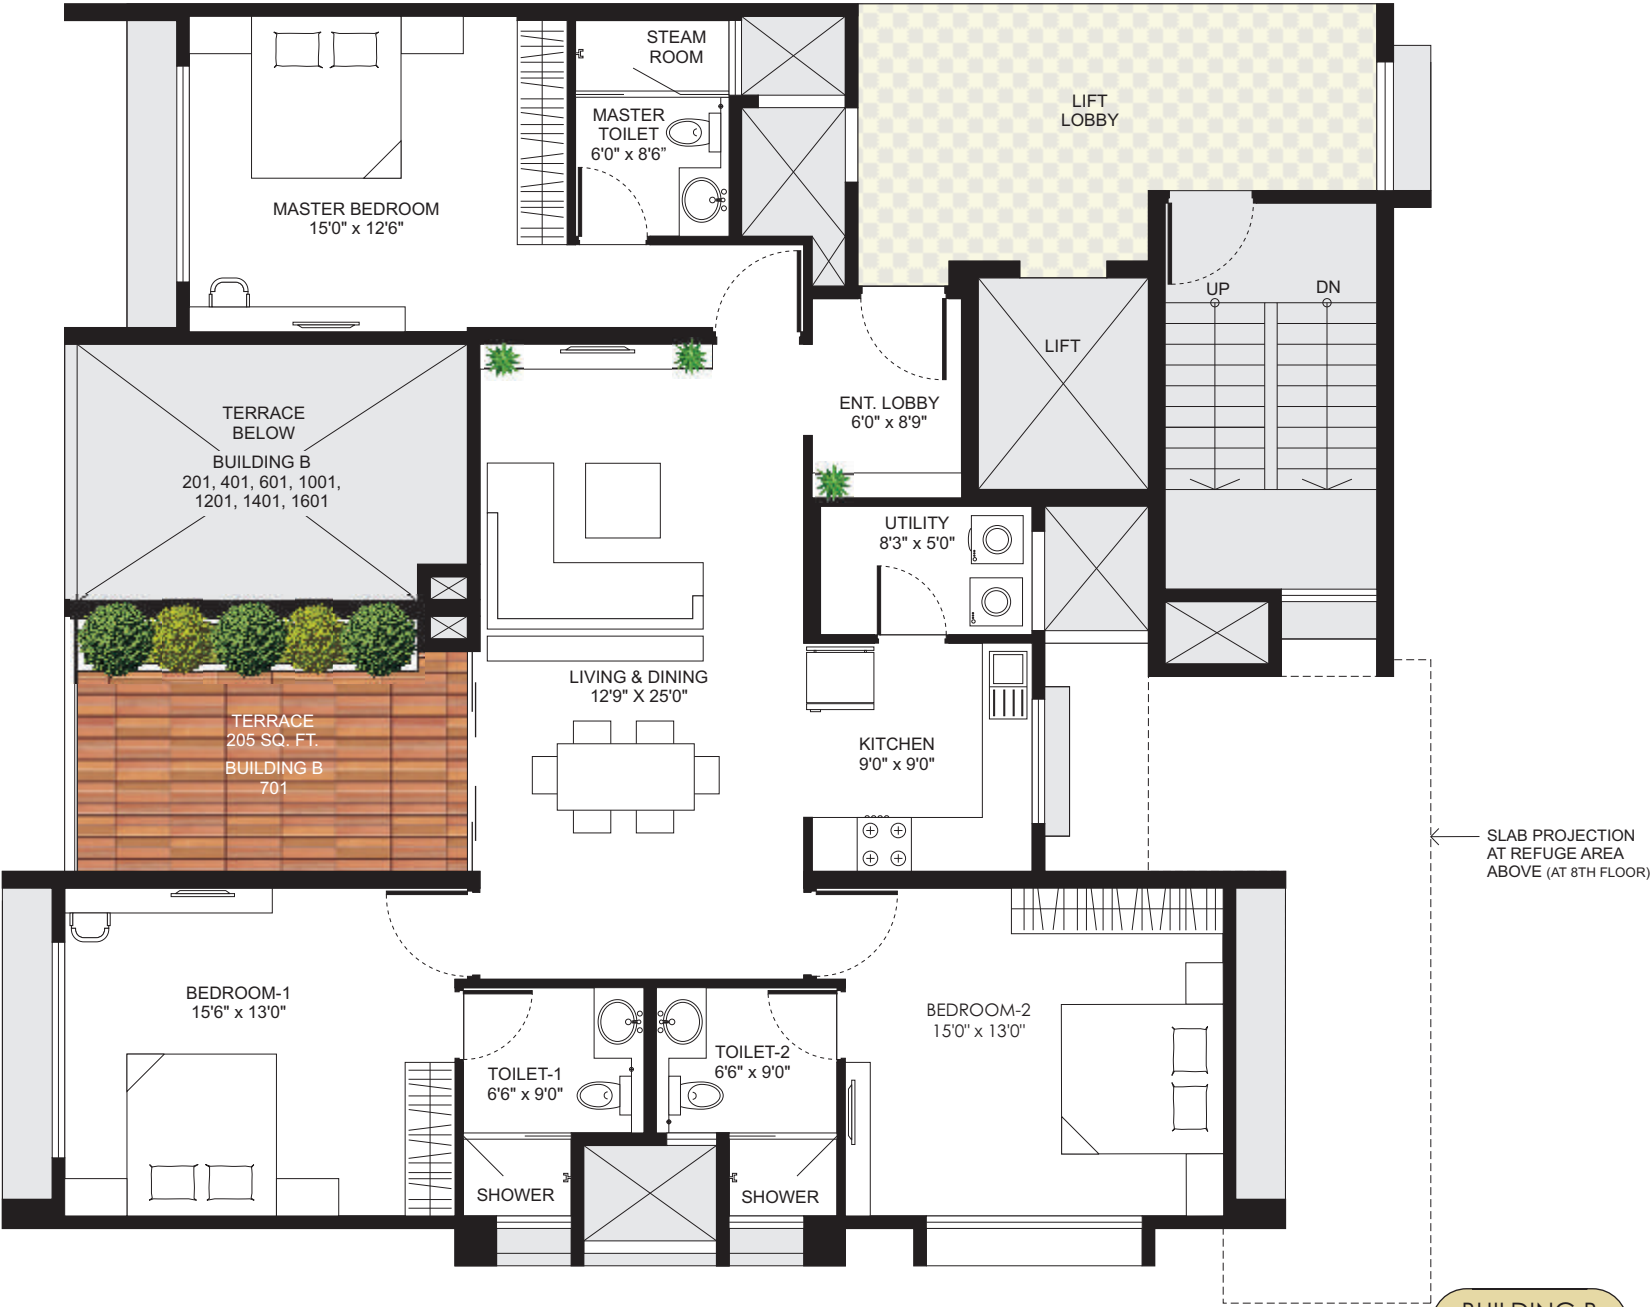 STEAM
ROOM
MASTER
TOILET
6'0" x 8'6"
LIFT
LOBBY
MASTER BEDROOM
15'0" x 12'6"
UP
DN
LIFT
TERRACE
BELOW
BUILDING B
201, 401, 601, 1001,
1201, 1401, 1601
ENT. LOBBY
6'0" x 8'9"
UTILITY
8'3" x 5'0"
LIVING & DINING
12'9" X 25'0"
TERRACE
205 SQ. FT.
BUILDING B
701
KITCHEN
9'0" x 9'0"
SLAB PROJECTION
AT REFUGE AREA
ABOVE (AT 8TH FLOOR)
BEDROOM-1
15'6" x 13'0"
BEDROOM-2
15'0" x 13'0"
TOILET-1
6'6" x 9'0"
TOILET-2
6'6" x 9'0"
SHOWER
SHOWER
BUILDING B